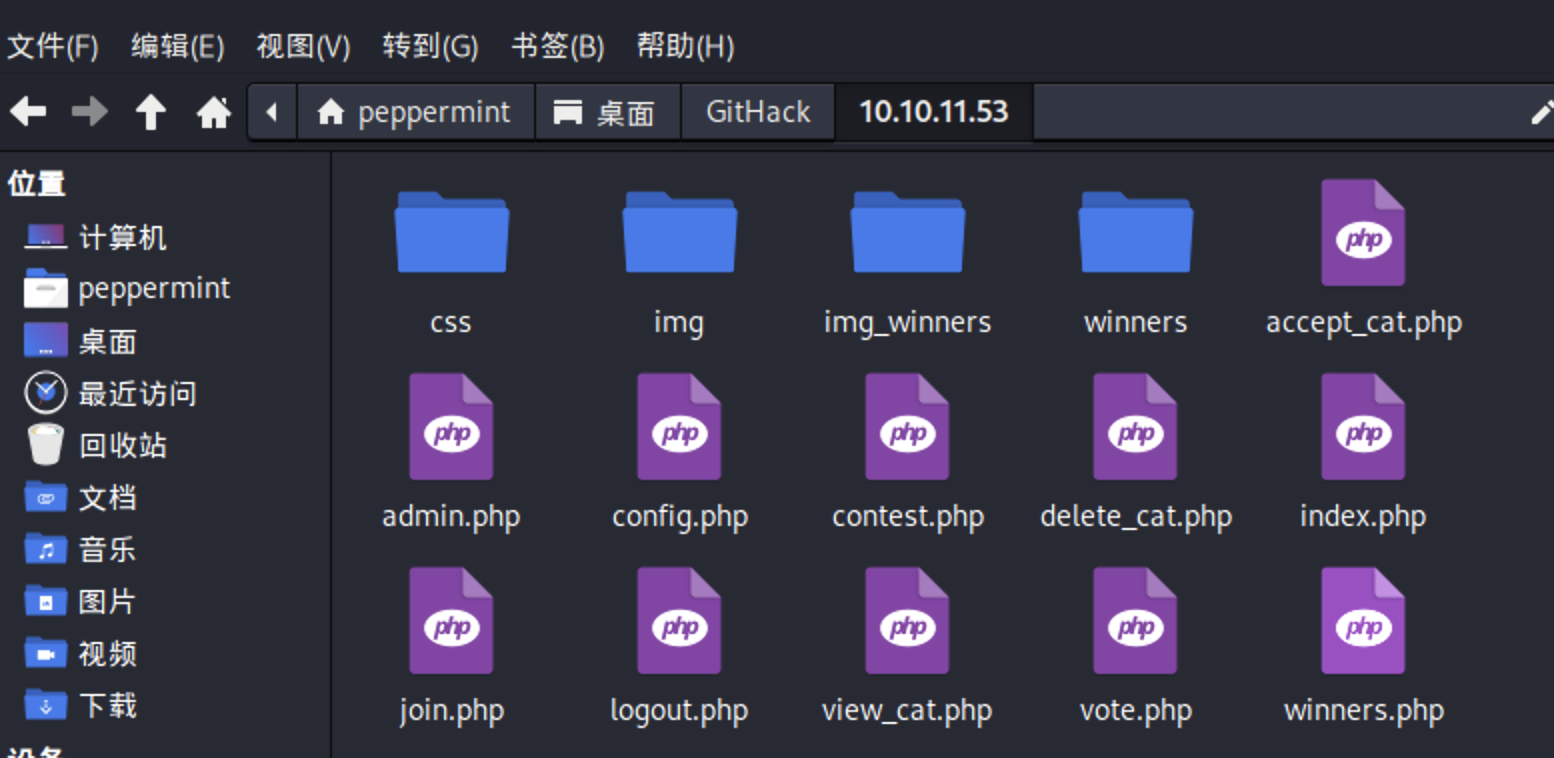 文件(F) 编辑(E) 视图(V) 转到(G) 书签(B) 帮助(H)
peppermint 桌面 GitHack 10.10.11.53
位置
计算机
peppermint
桌面
最近访问
回收站
文档
音乐
图片
视频
下载
设备
css img img_winners winners accept_cat.php
php
admin.php config.php contest.php delete_cat.php index.php
php php php php php
join.php logout.php view_cat.php vote.php winners.php
php php php php php